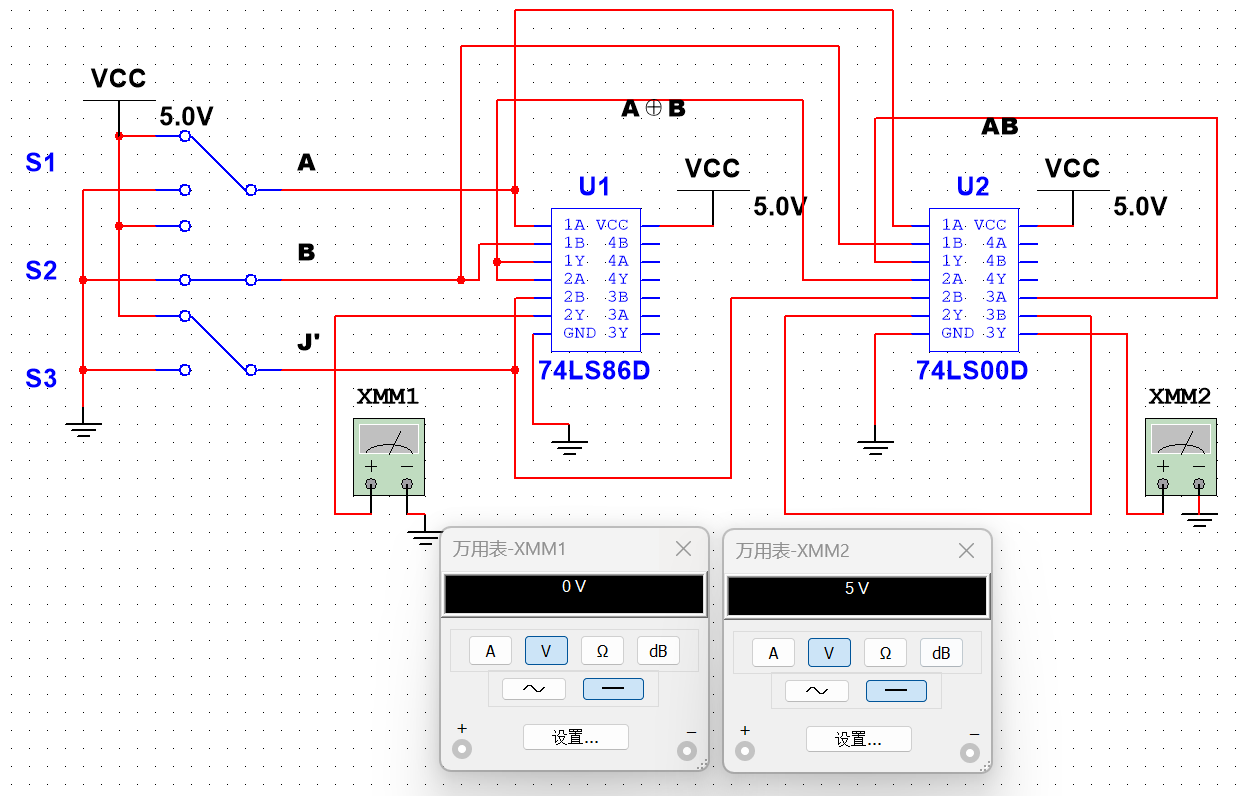 VCC
5.0V
S1
A
S2
B
S3
J'
A ⊕ B
AB
U1
VCC
5.0V
1A VCC
1B 4B
1Y 4A
2A 4Y
2B 3B
2Y 3A
GND 3Y
74LS86D
U2
VCC
5.0V
1A VCC
1B 4A
1Y 4B
2A 4Y
2B 3A
2Y 3B
GND 3Y
74LS00D
XMM1
+ −
XMM2
+ −
万用表-XMM1
0 V
A V Ω dB
+ −
设置...
万用表-XMM2
5 V
A V Ω dB
+ −
设置...